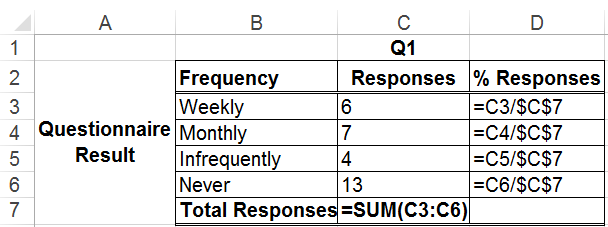 A B C D
1 Q1
2 Frequency Responses % Responses
3 Weekly 6 =C3/$C$7
4 Questionnaire Monthly 7 =C4/$C$7
5 Result Infrequently 4 =C5/$C$7
6 Never 13 =C6/$C$7
7 Total Responses =SUM(C3:C6)